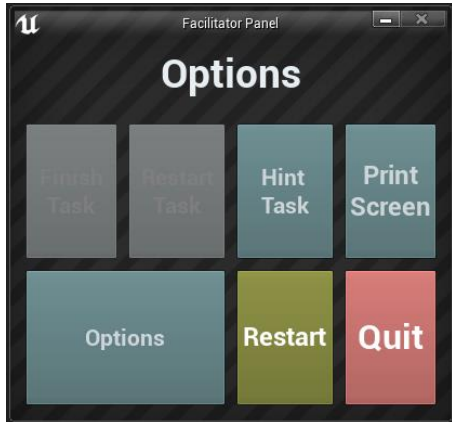 Facilitator Panel
Options
Finish
Task
Restart
Task
Hint
Task
Print
Screen
Options
Restart
Quit